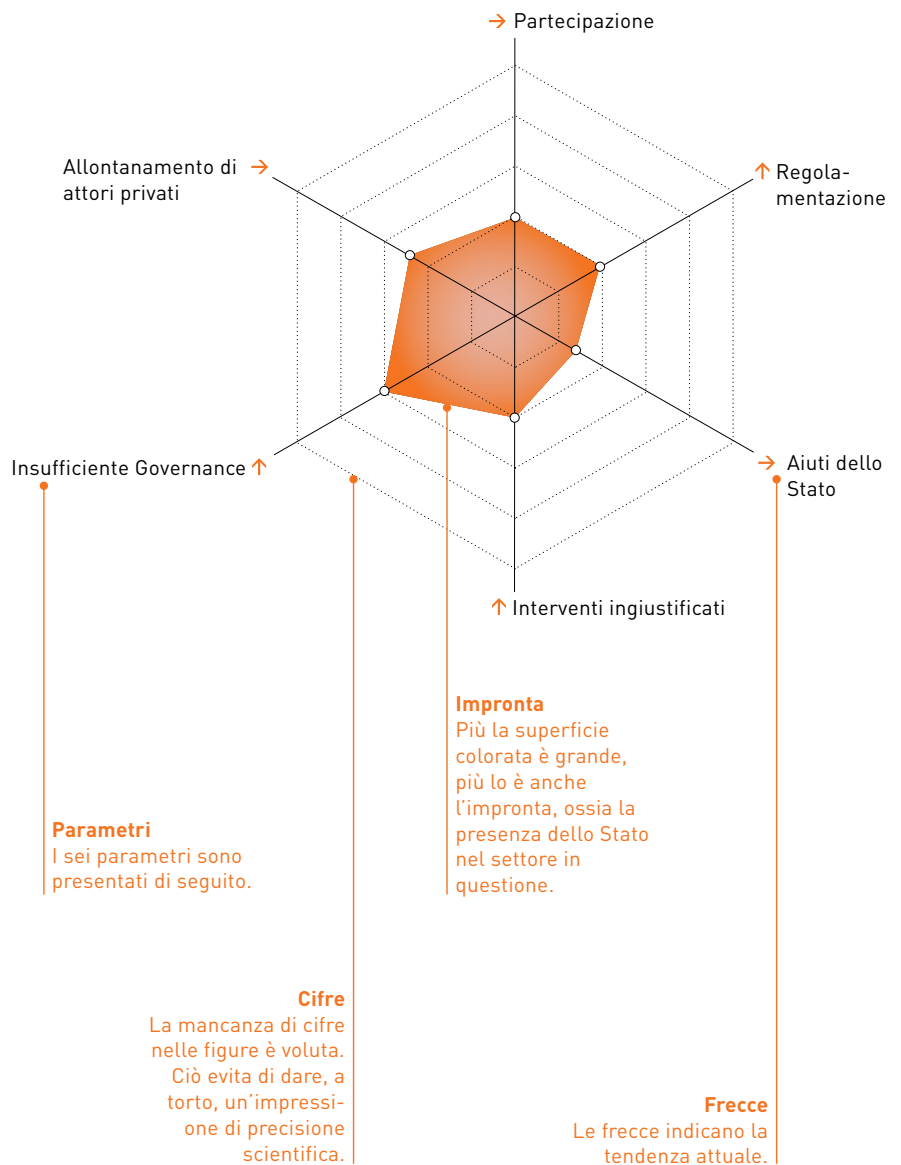 → Partecipazione
Allontanamento di →
attori privati
↑ Regola-
mentazione
Insufficiente Governance ↑
→ Aiuti dello
Stato
↑ Interventi ingiustificati
Impronta
Più la superficie
colorata è grande,
più lo è anche
l'impronta, ossia la
presenza dello Stato
nel settore in
questione.
Parametri
I sei parametri sono
presentati di seguito.
Cifre
La mancanza di cifre
nelle figure è voluta.
Ciò evita di dare, a
torto, un'impressi-
one di precisione
scientifica.
Frecce
Le frecce indicano la
tendenza attuale.